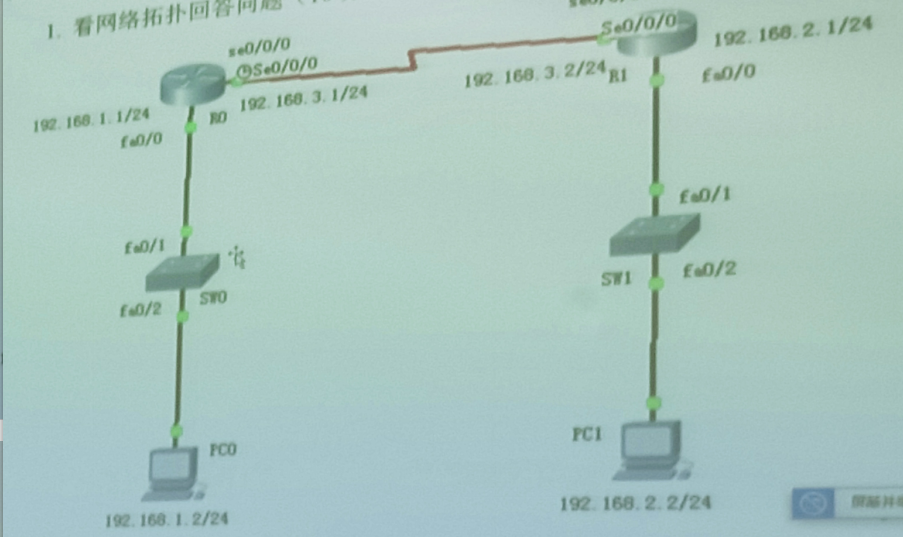 1. 看网络拓扑回答问题
se0/0/0
Se0/0/0
Se0/0/0
192.168.2.1/24
192.168.3.1/24
192.168.3.2/24
R1
fa0/0
192.168.1.1/24
R0
fa0/0
fa0/1
fa0/1
SW0
fa0/2
SW1
fa0/2
PC0
PC1
192.168.1.2/24
192.168.2.2/24